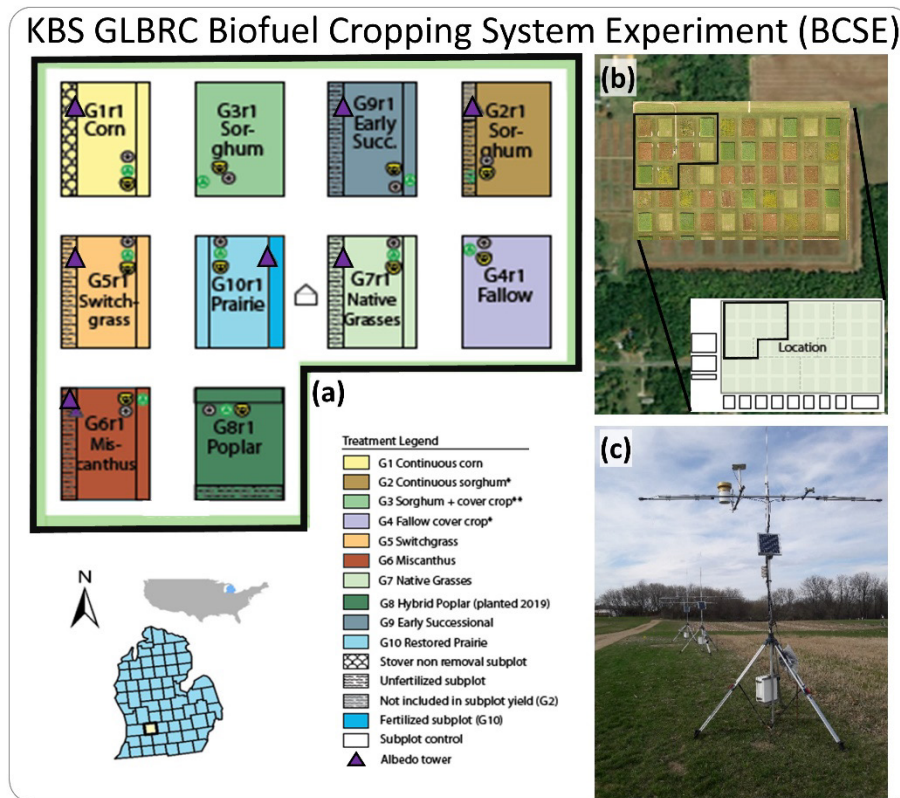 KBS GLBRC Biofuel Cropping System Experiment (BCSE)
G1r1
Corn
G3r1
Sor-
ghum
G9r1
Early
Succ.
G2r1
Sor-
ghum
G5r1
Switch-
grass
G10r1
Prairie
G7r1
Native
Grasses
G4r1
Fallow
G6r1
Mis-
canthus
G8r1
Poplar
(a)
Treatment Legend
G1 Continuous corn
G2 Continuous sorghum*
G3 Sorghum + cover crop**
G4 Fallow cover crop*
G5 Switchgrass
G6 Miscanthus
G7 Native Grasses
G8 Hybrid Poplar (planted 2019)
G9 Early Successional
G10 Restored Prairie
Stover non removal subplot
Unfertilized subplot
Not included in subplot yield (G2)
Fertilized subplot (G10)
Subplot control
Albedo tower
N
(b)
Location
(c)